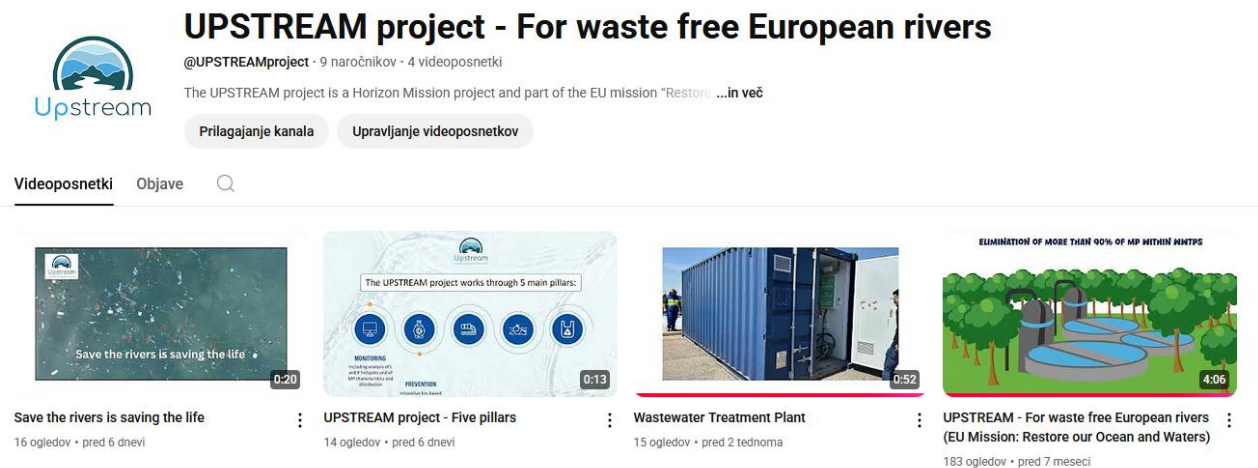 UPSTREAM project - For waste free European rivers
@UPSTREAMproject · 9 naročnikov · 4 videoposnetki
The UPSTREAM project is a Horizon Mission project and part of the EU mission “Restore ...in več
Upstream
Prilagajanje kanala
Upravljanje videoposnetkov
Videoposnetki
Objave
Upstream
Save the rivers is saving the life
0:20
Upstream
The UPSTREAM project works through 5 main pillars:
MONITORING
PREVENTION
0:13
0:52
ELIMINATION OF MORE THAN 90% OF MP WITHIN WWTPS
4:06
Save the rivers is saving the life
16 ogledov • pred 6 dnevi
UPSTREAM project - Five pillars
14 ogledov • pred 6 dnevi
Wastewater Treatment Plant
15 ogledov • pred 2 tednoma
UPSTREAM - For waste free European rivers
(EU Mission: Restore our Ocean and Waters)
183 ogledov • pred 7 meseci